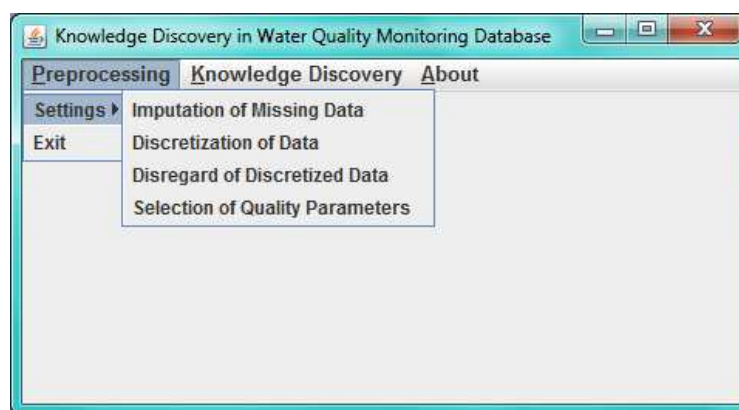 Knowledge Discovery in Water Quality Monitoring Database
Preprocessing Knowledge Discovery About
Settings Imputation of Missing Data
Exit Discretization of Data
Disregard of Discretized Data
Selection of Quality Parameters